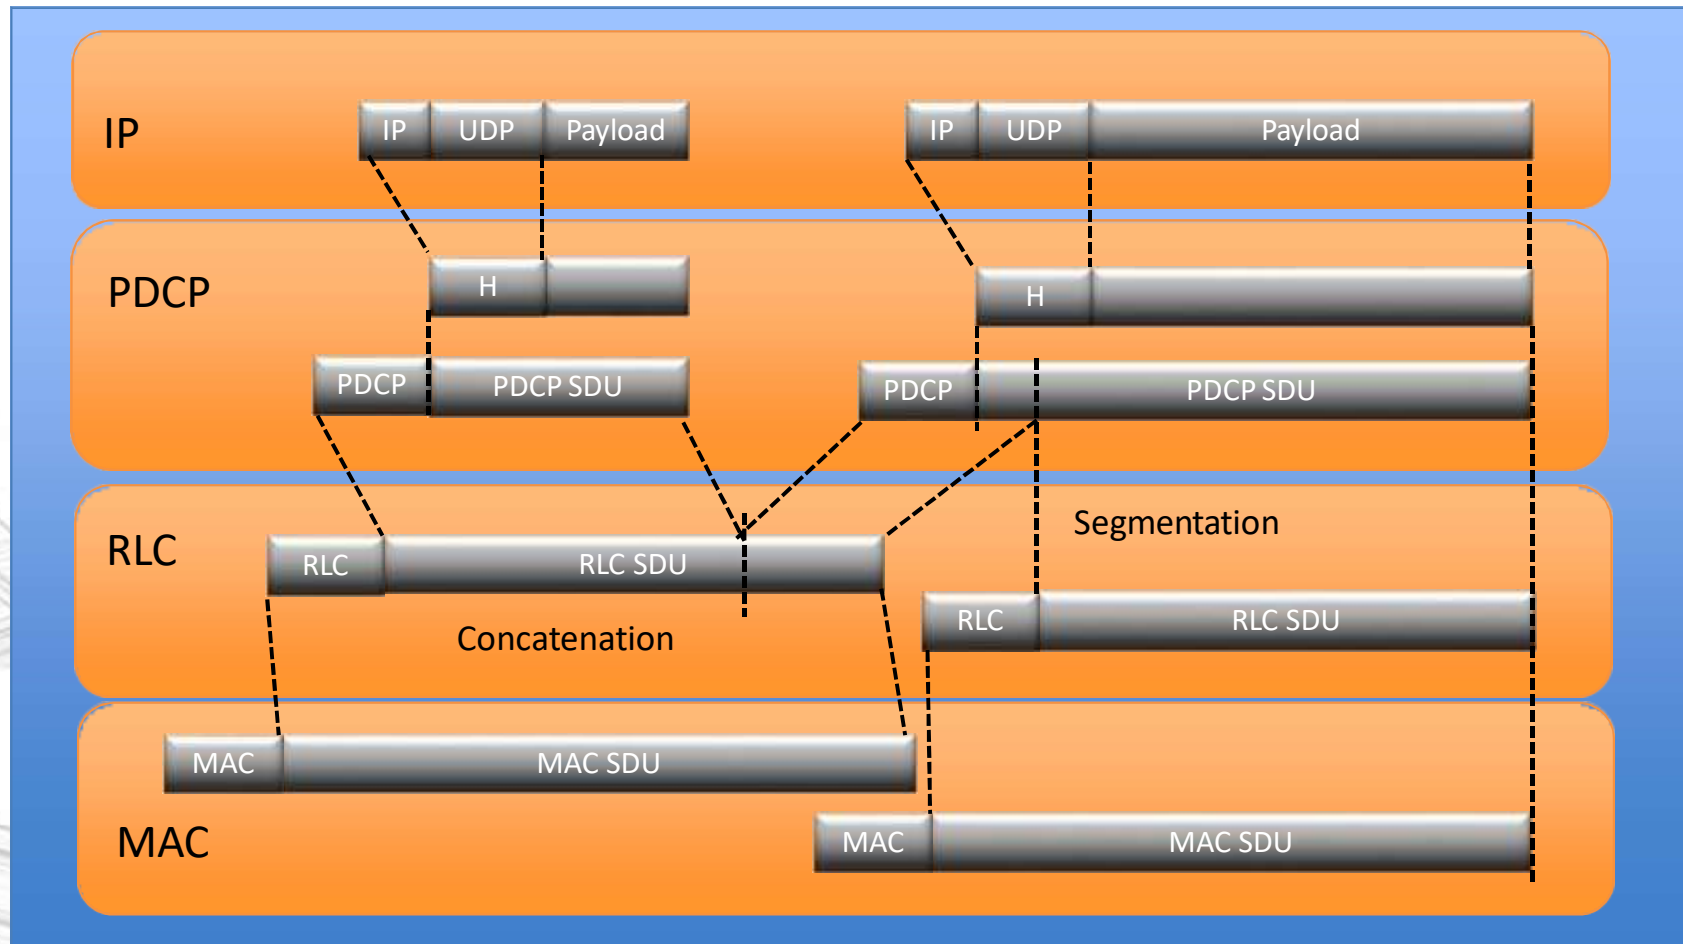 IP
IP UDP Payload
IP UDP Payload
PDCP
H
H
PDCP PDCP SDU
PDCP PDCP SDU
RLC
RLC RLC SDU
Concatenation
Segmentation
RLC RLC SDU
MAC
MAC MAC SDU
MAC MAC SDU